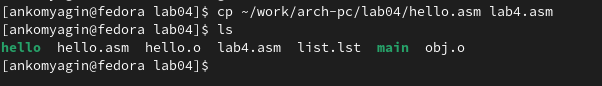 [ankomyagin@fedora lab04]$ cp ~/work/arch-pc/lab04/hello.asm lab4.asm
[ankomyagin@fedora lab04]$ ls
hello  hello.asm  hello.o  lab4.asm  list.lst  main  obj.o
[ankomyagin@fedora lab04]$